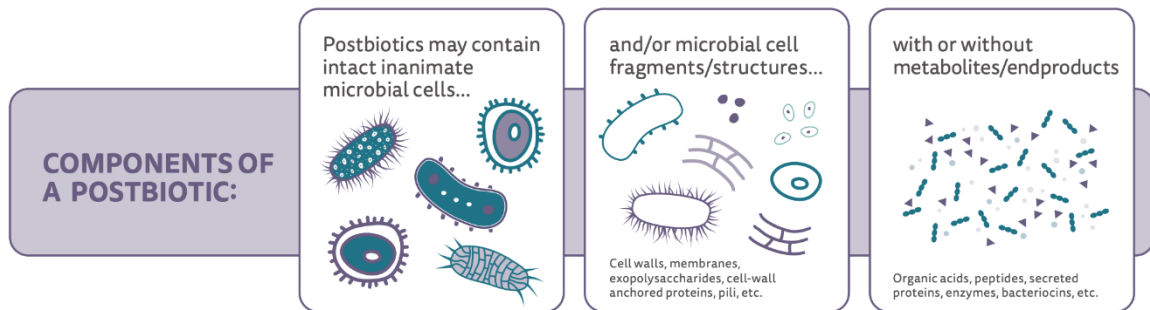 COMPONENTS OF
A POSTBIOTIC:
Postbiotics may contain
intact inanimate
microbial cells...
and/or microbial cell
fragments/structures...
Cell walls, membranes,
exopolysaccharides, cell-wall
anchored proteins, pili, etc.
with or without
metabolites/endproducts
Organic acids, peptides, secreted
proteins, enzymes, bacteriocins, etc.